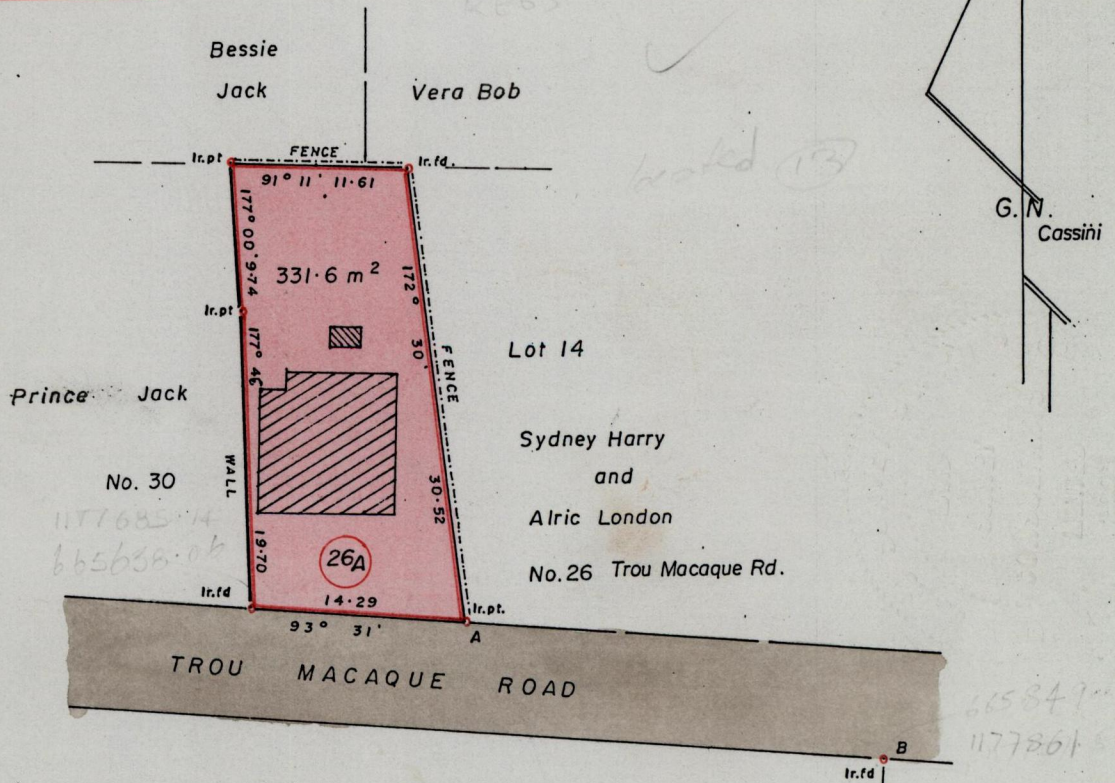 Bessie
Jack
Vera Bob
Ir.pt
FENCE
Ir.fd.
91° 11' 11·61
G. N.
Cassini
177° 00' 9·74
331·6 m²
172° 30' 30·52
FENCE
Ir.pt
177° 46' 19·70
WALL
Lot 14
Prince Jack
No. 30
Sydney Harry
and
Alric London
No.26 Trou Macaque Rd.
1177685·14
26A
Ir.fd
14·29
Ir.pt.
93° 31'
A
TROU MACAQUE ROAD
1177861
B
Ir.fd